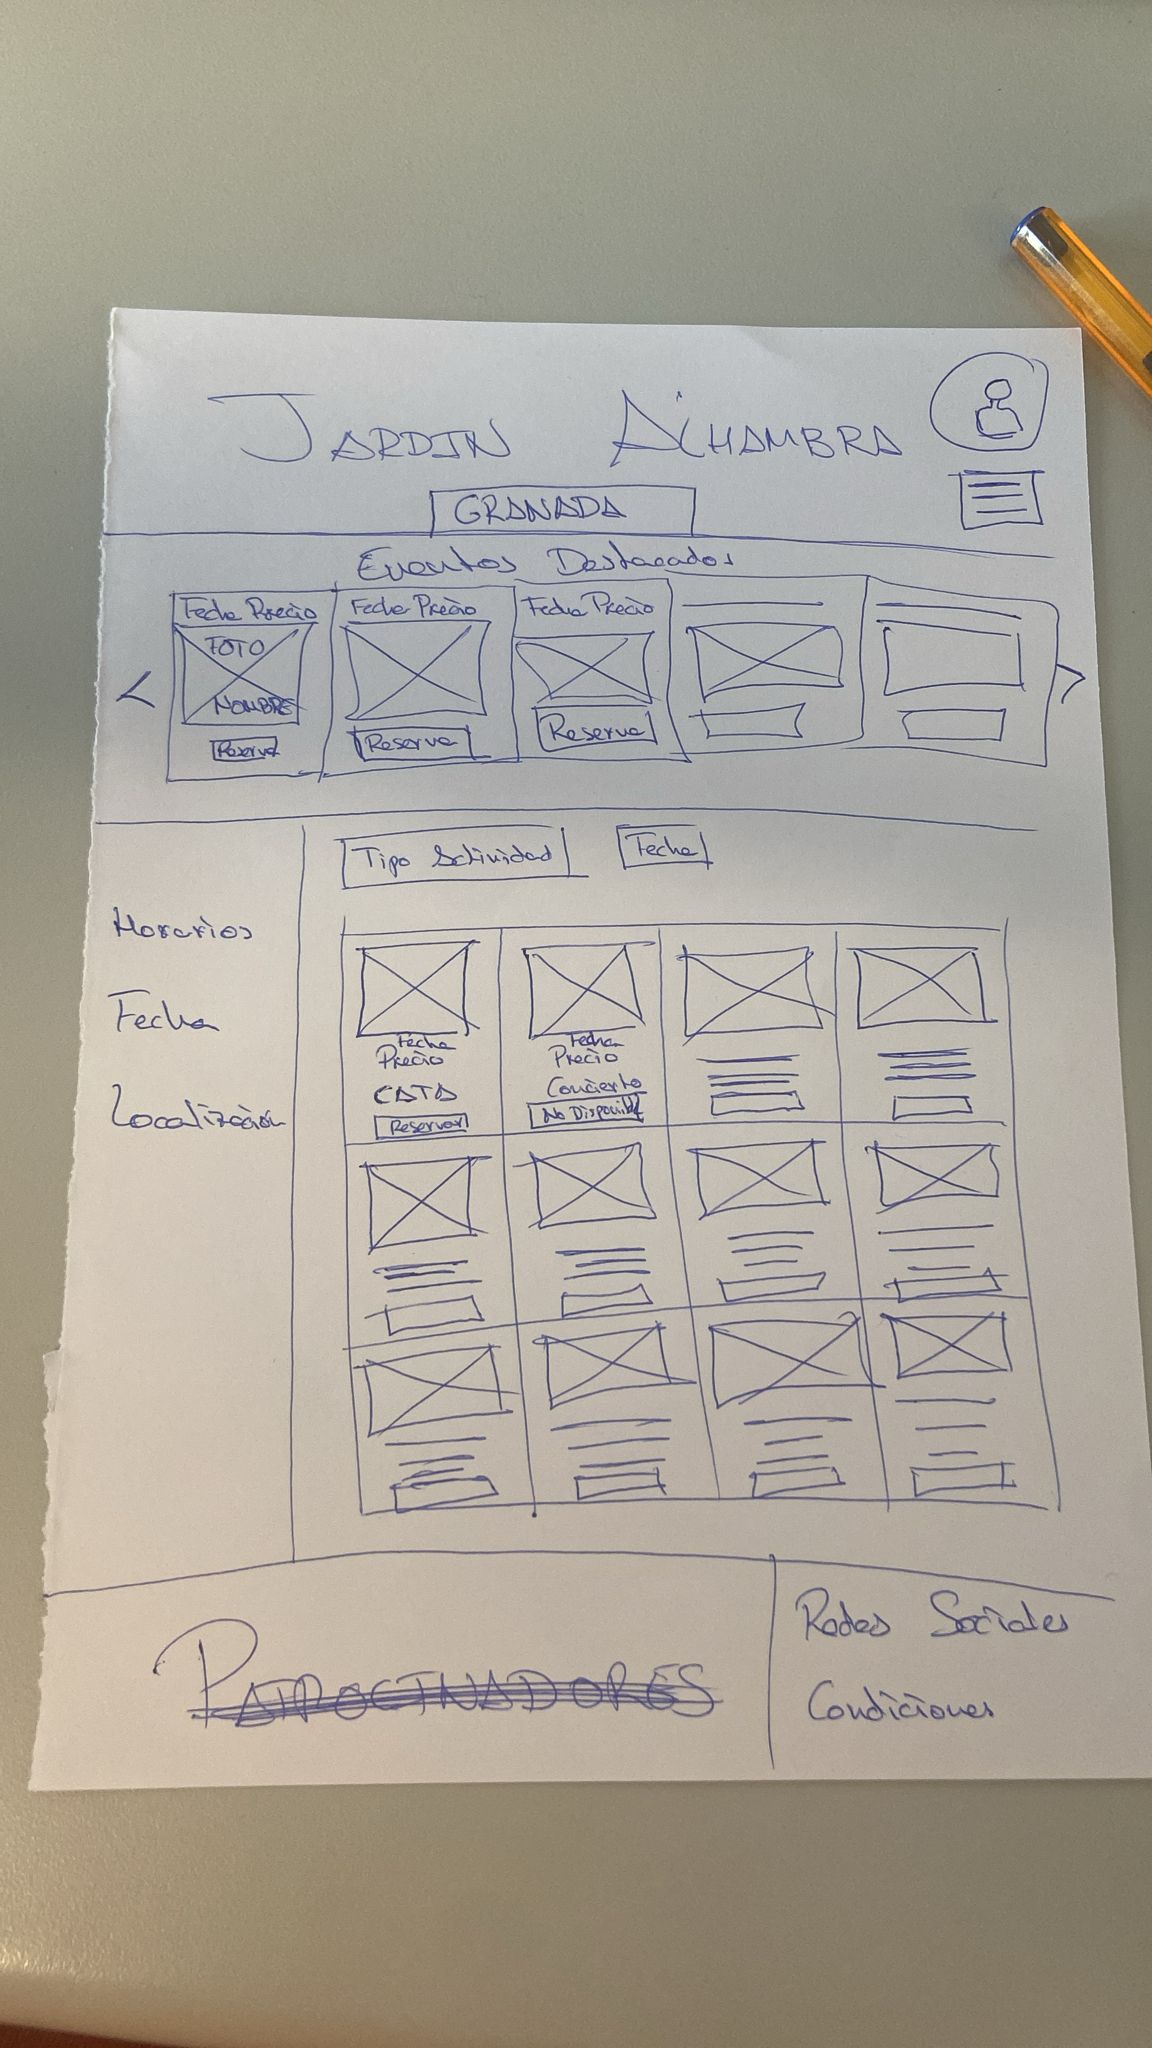 JARDIN ALHAMBRA
GRANADA
Eventos Destacados
Fecha Precio
FOTO
NOMBRE
Reserva
Fecha Precio
Reserva
Fecha Precio
Reserva
Tipo Actividad
Fecha
Horarios
Fecha
Localización
Fecha
Precio
CATA
Reservar
Fecha
Precio
Concierto
No Disponible
PATROCINADORES
Redes Sociales
Condiciones